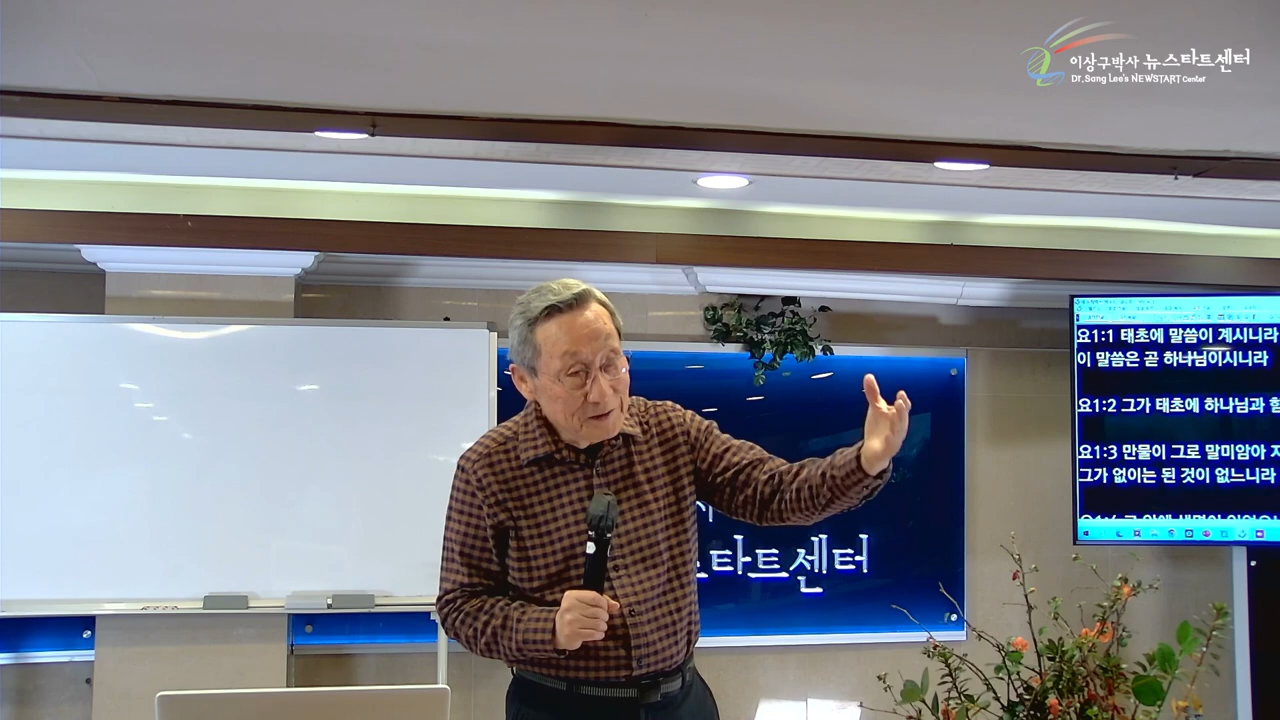 이상구박사 뉴스타트센터
Dr. Sang Lee's NEWSTART Center
요1:1 태초에 말씀이 계시니라
이 말씀은 곧 하나님이시니라
요1:2 그가 태초에 하나님과 함
요1:3 만물이 그로 말미암아 지
그가 없이는 된 것이 없느니라
스타트센터